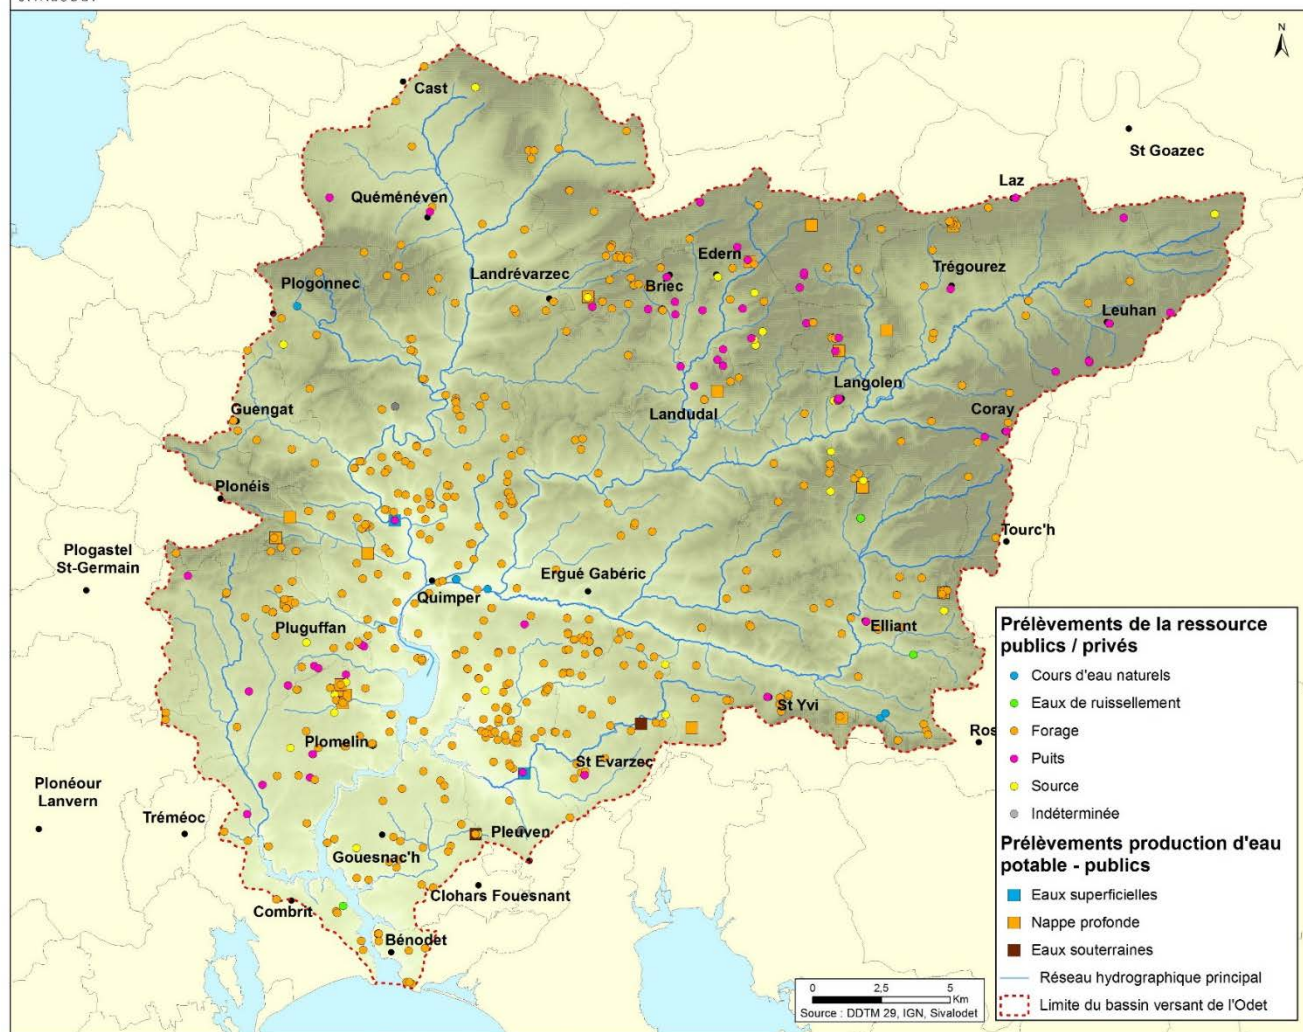 N
Cast
St Goazec
Laz
Quéménéven
Edern
Landrévarzec
Trégourez
Plogonnec
Briec
Leuhan
Langolen
Guengat
Landudal
Coray
Plonéis
Tourc'h
Plogastel
St-Germain
Ergué Gabéric
Quimper
Elliant
Pluguffan
St Yvi
Ros
Plomelin
St Evarzec
Plonéour
Lanvern
Tréméoc
Pleuven
Gouesnac'h
Clohars Fouesnant
Combrit
Bénodet
Prélèvements de la ressource
publics / privés
Cours d'eau naturels
Eaux de ruissellement
Forage
Puits
Source
Indéterminée
Prélèvements production d'eau
potable - publics
Eaux superficielles
Nappe profonde
Eaux souterraines
Réseau hydrographique principal
Limite du bassin versant de l'Odet
0 2,5 5
Km
Source : DDTM 29, IGN, Sivalodet